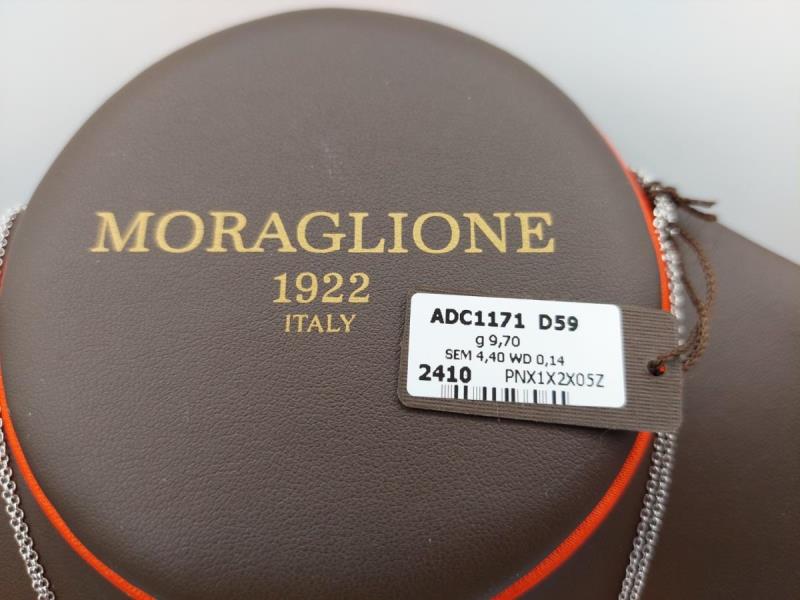 MORAGLIONE
1922
ITALY
ADC1171 D59
g 9,70
SEM 4,40 WD 0,14
2410 PNX1X2X05Z